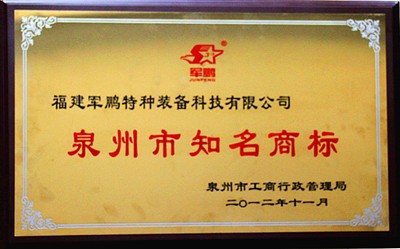 军鹏
JUNPENG
福建军鹏特种装备科技有限公司
泉州市知名商标
泉州市工商行政管理局
二〇一二年十一月